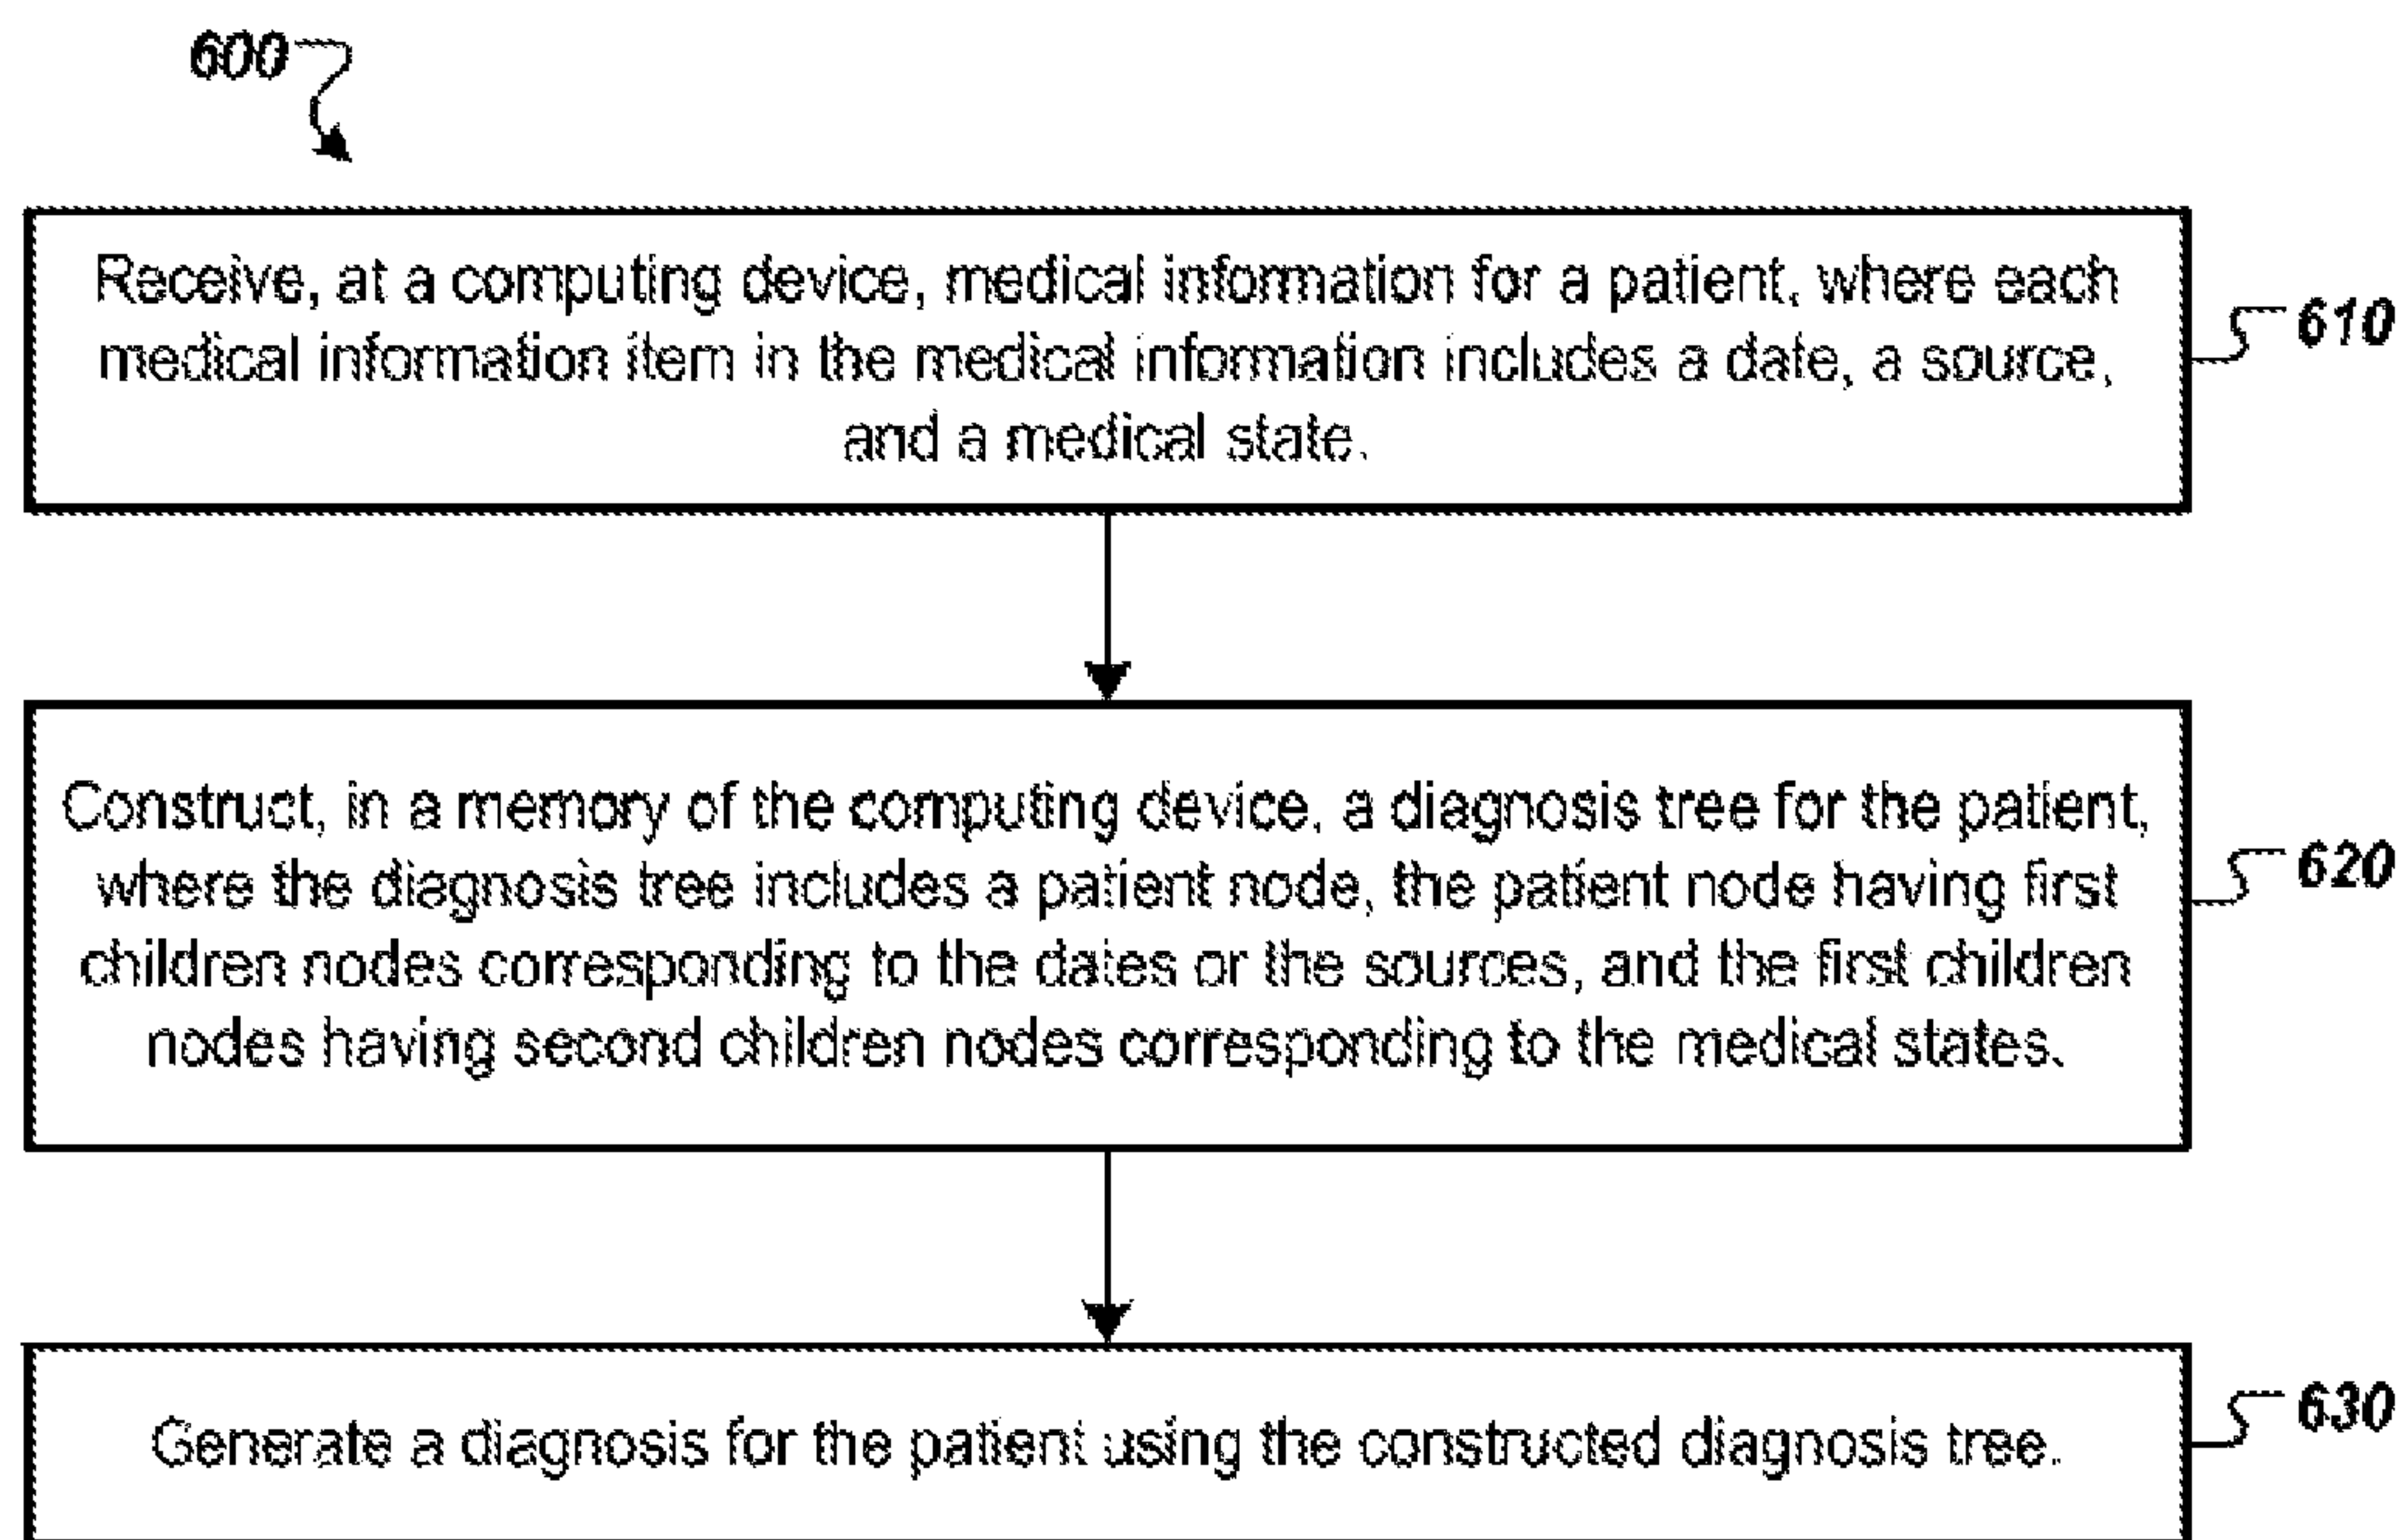 600
Receive, at a computing device, medical information for a patient, where each
medical information item in the medical information includes a date, a source,
and a medical state.
610
Construct, in a memory of the computing device, a diagnosis tree for the patient,
where the diagnosis tree includes a patient node, the patient node having first
children nodes corresponding to the dates or the sources, and the first children
nodes having second children nodes corresponding to the medical states.
620
Generate a diagnosis for the patient using the constructed diagnosis tree.
630